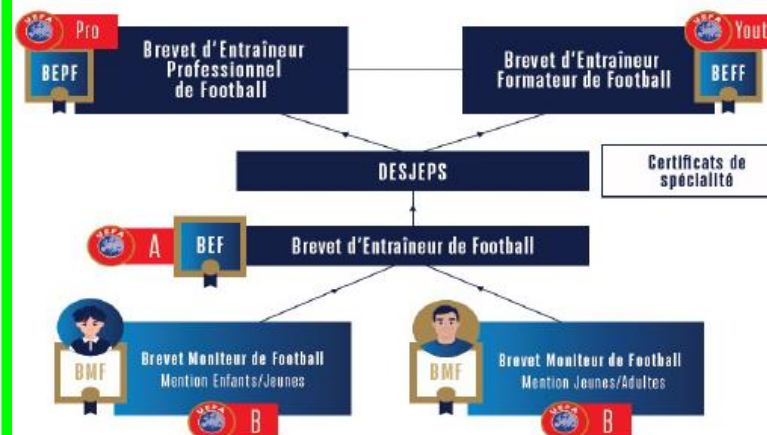 UEFA Pro
BEPF
Brevet d'Entraîneur
Professionnel
de Football
Brevet d'Entraîneur
Formateur de Football
UEFA Yout
BEFF
DESJEPS
Certificats de
spécialité
UEFA A
BEF
Brevet d'Entraîneur de Football
BMF
Brevet Moniteur de Football
Mention Enfants/Jeunes
UEFA B
BMF
Brevet Moniteur de Football
Mention Jeunes/Adultes
UEFA B